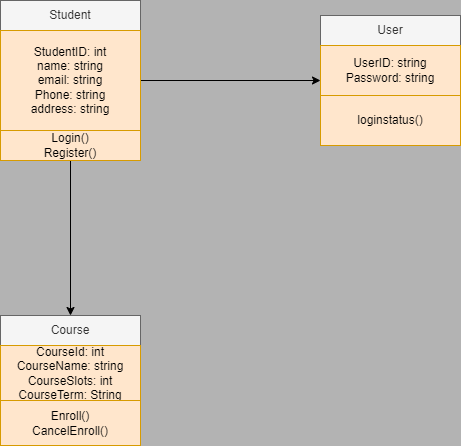 Student
StudentID: int
name: string
email: string
Phone: string
address: string
Login()
Register()
User
UserID: string
Password: string
loginstatus()
Course
CourseId: int
CourseName: string
CourseSlots: int
CourseTerm: String
Enroll()
CancelEnroll()